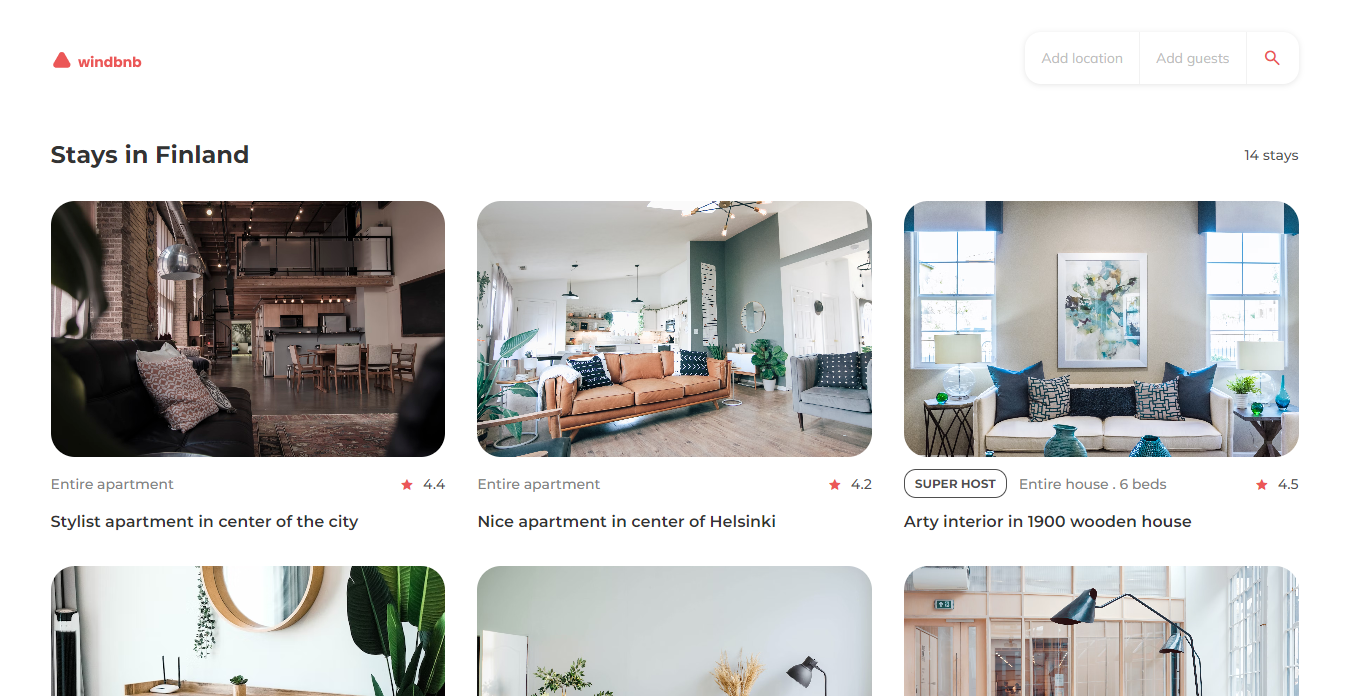 windbnb
Add location
Add guests
Stays in Finland
14 stays
Entire apartment
4.4
Stylist apartment in center of the city
Entire apartment
4.2
Nice apartment in center of Helsinki
SUPER HOST
Entire house . 6 beds
4.5
Arty interior in 1900 wooden house